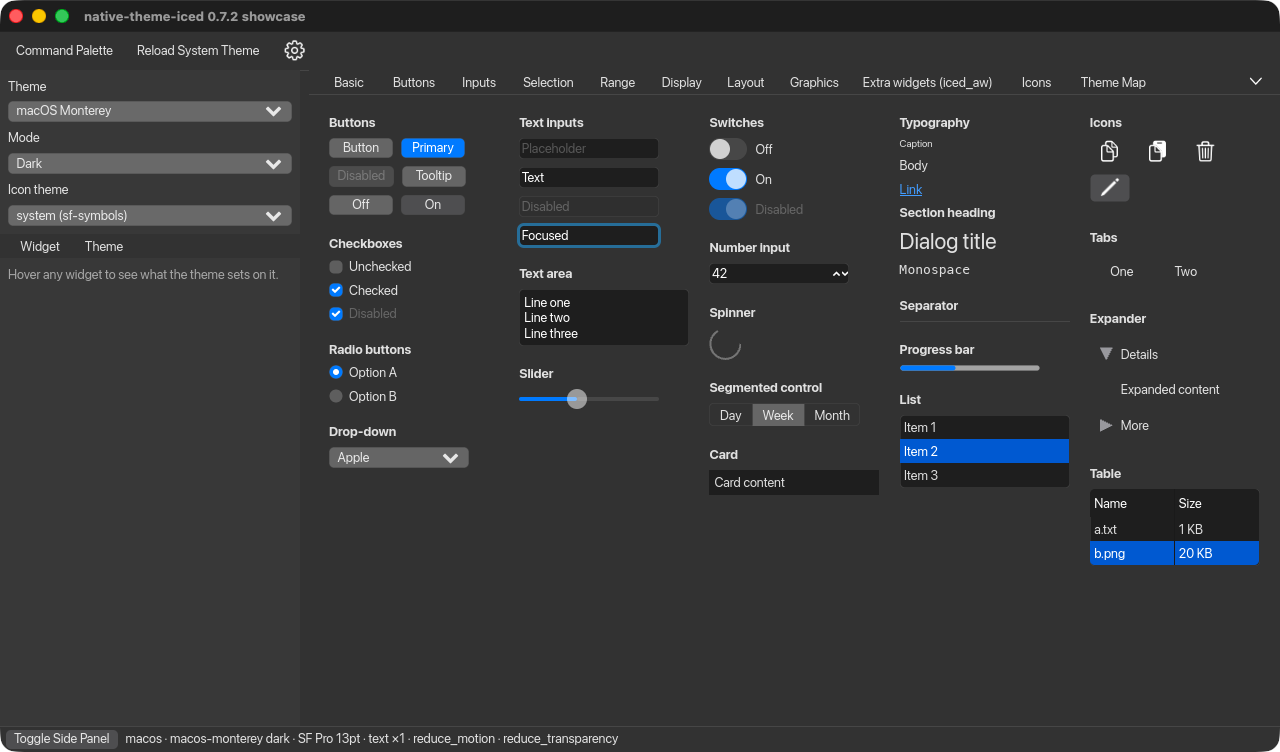 native-theme-iced 0.7.2 showcase
Command Palette
Reload System Theme
Theme
macOS Monterey
Mode
Dark
Icon theme
system (sf-symbols)
Widget
Theme
Hover any widget to see what the theme sets on it.
Basic
Buttons
Inputs
Selection
Range
Display
Layout
Graphics
Extra widgets (iced_aw)
Icons
Theme Map
Buttons
Button
Primary
Disabled
Tooltip
Off
On
Checkboxes
Unchecked
Checked
Disabled
Radio buttons
Option A
Option B
Drop-down
Apple
Text inputs
Placeholder
Text
Disabled
Focused
Text area
Line one
Line two
Line three
Slider
Switches
Off
On
Disabled
Number input
42
Spinner
Segmented control
Day
Week
Month
Card
Card content
Typography
Caption
Body
Link
Section heading
Dialog title
Monospace
Separator
Progress bar
List
Item 1
Item 2
Item 3
Icons
Tabs
One
Two
Expander
Details
Expanded content
More
Table
Name Size
a.txt 1 KB
b.png 20 KB
Toggle Side Panel
macos · macos-monterey dark · SF Pro 13pt · text ×1 · reduce_motion · reduce_transparency